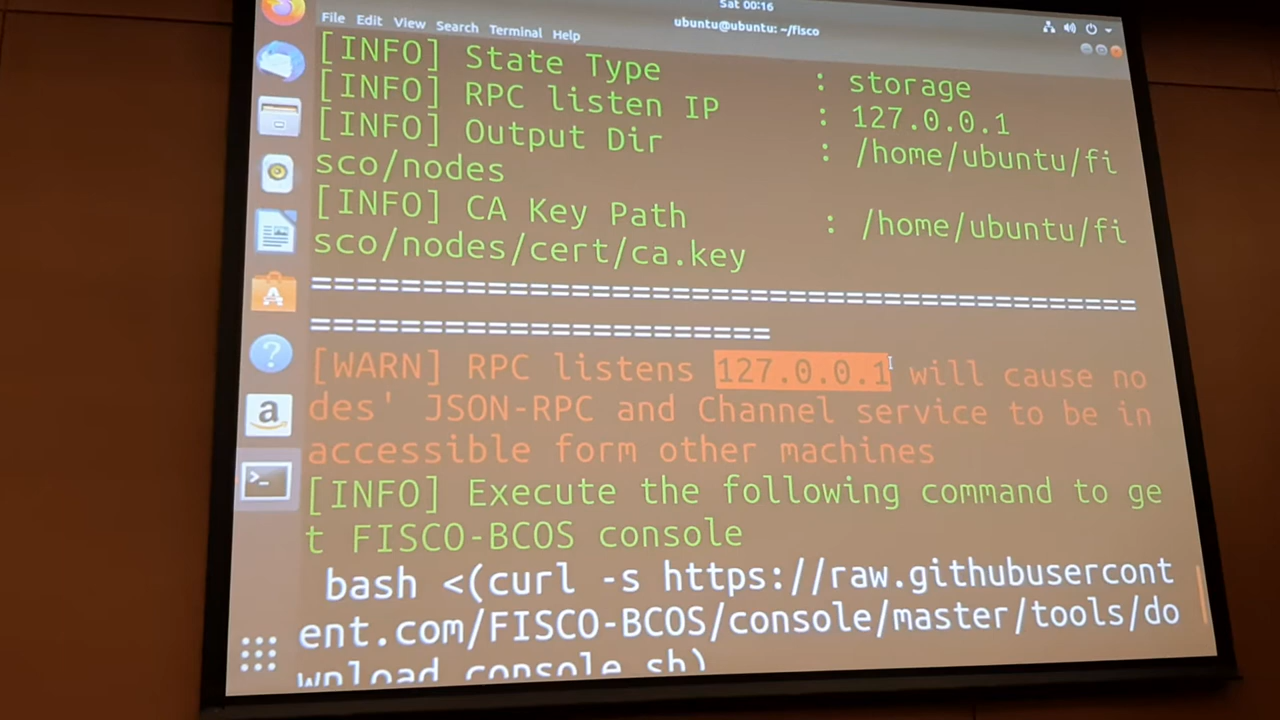 Sat 00:16
File Edit View Search Terminal Help
ubuntu@ubuntu: ~/fisco
[INFO] State Type : storage
[INFO] RPC listen IP : 127.0.0.1
[INFO] Output Dir : /home/ubuntu/fi
sco/nodes
[INFO] CA Key Path : /home/ubuntu/fi
sco/nodes/cert/ca.key
====================================================
=============================
[WARN] RPC listens 127.0.0.1 will cause no
des' JSON-RPC and Channel service to be in
accessible form other machines
[INFO] Execute the following command to ge
t FISCO-BCOS console
bash <(curl -s https://raw.githubusercont
ent.com/FISCO-BCOS/console/master/tools/do
wnload_console.sh)